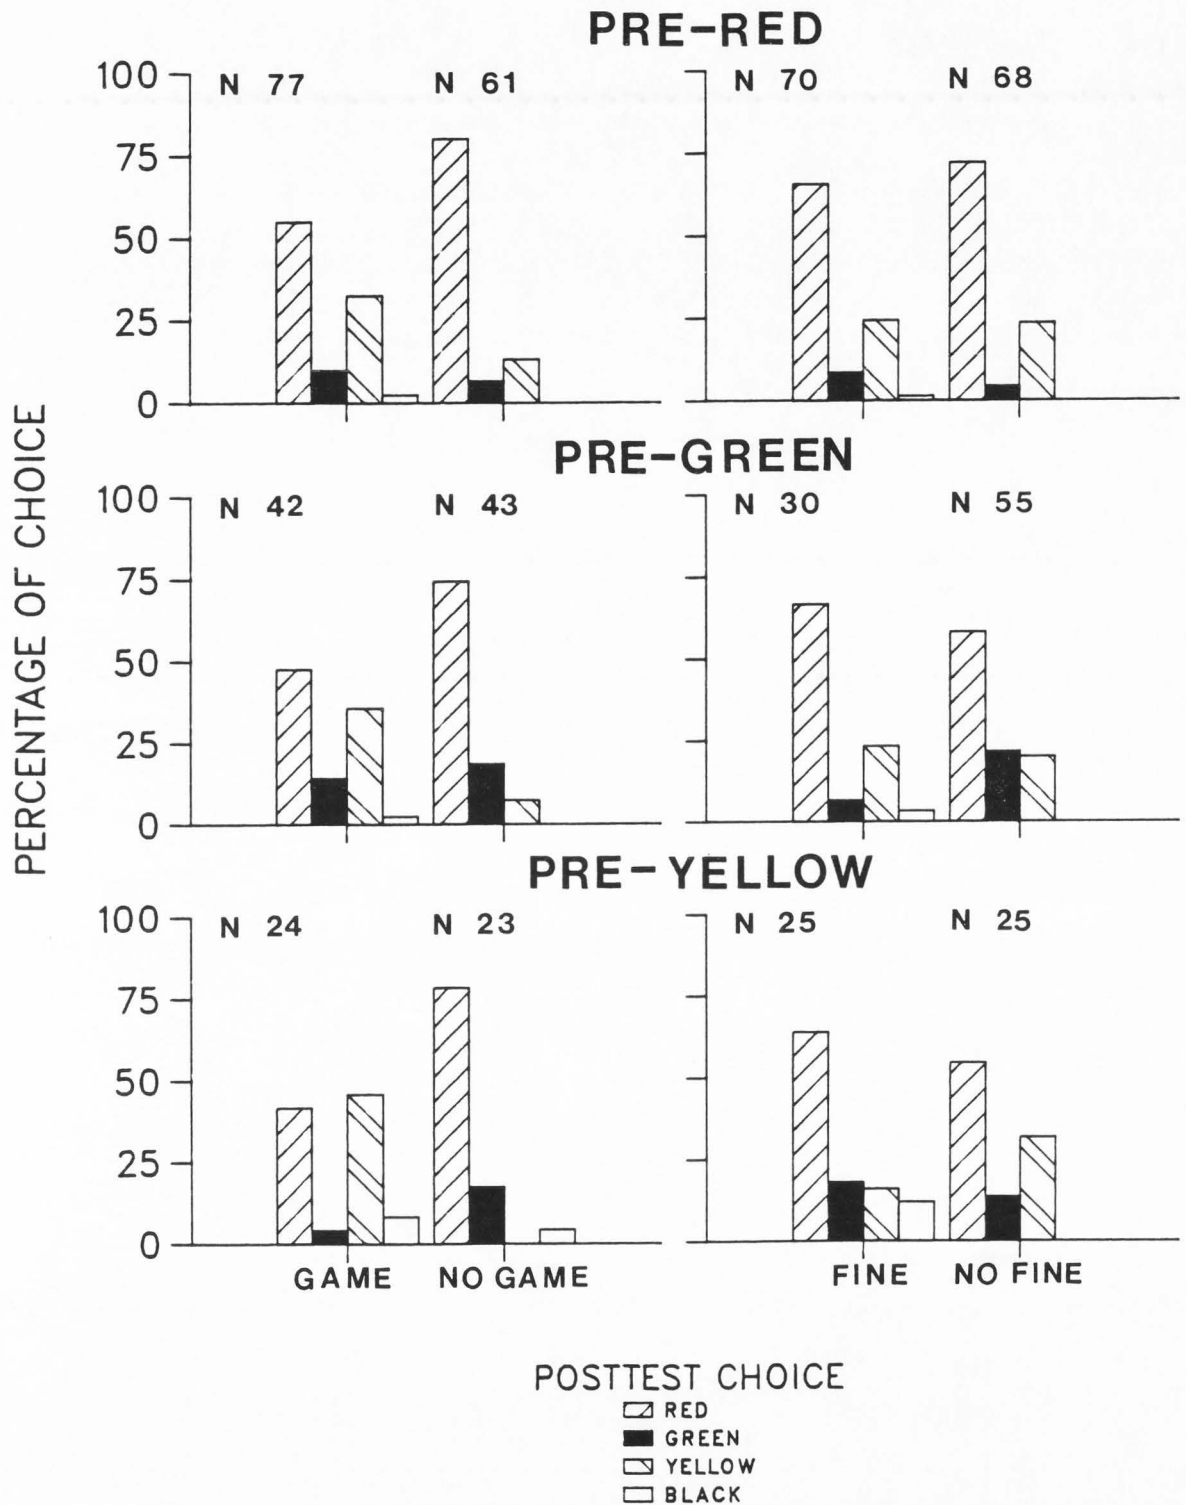 PRE-RED
100 N 77 N 61 N 70 N 68
75
50
25
0
PERCENTAGE OF CHOICE
PRE-GREEN
100 N 42 N 43 N 30 N 55
75
50
25
0
PRE-YELLOW
100 N 24 N 23 N 25 N 25
75
50
25
0
GAME NO GAME FINE NO FINE
POSTTEST CHOICE
RED
GREEN
YELLOW
BLACK